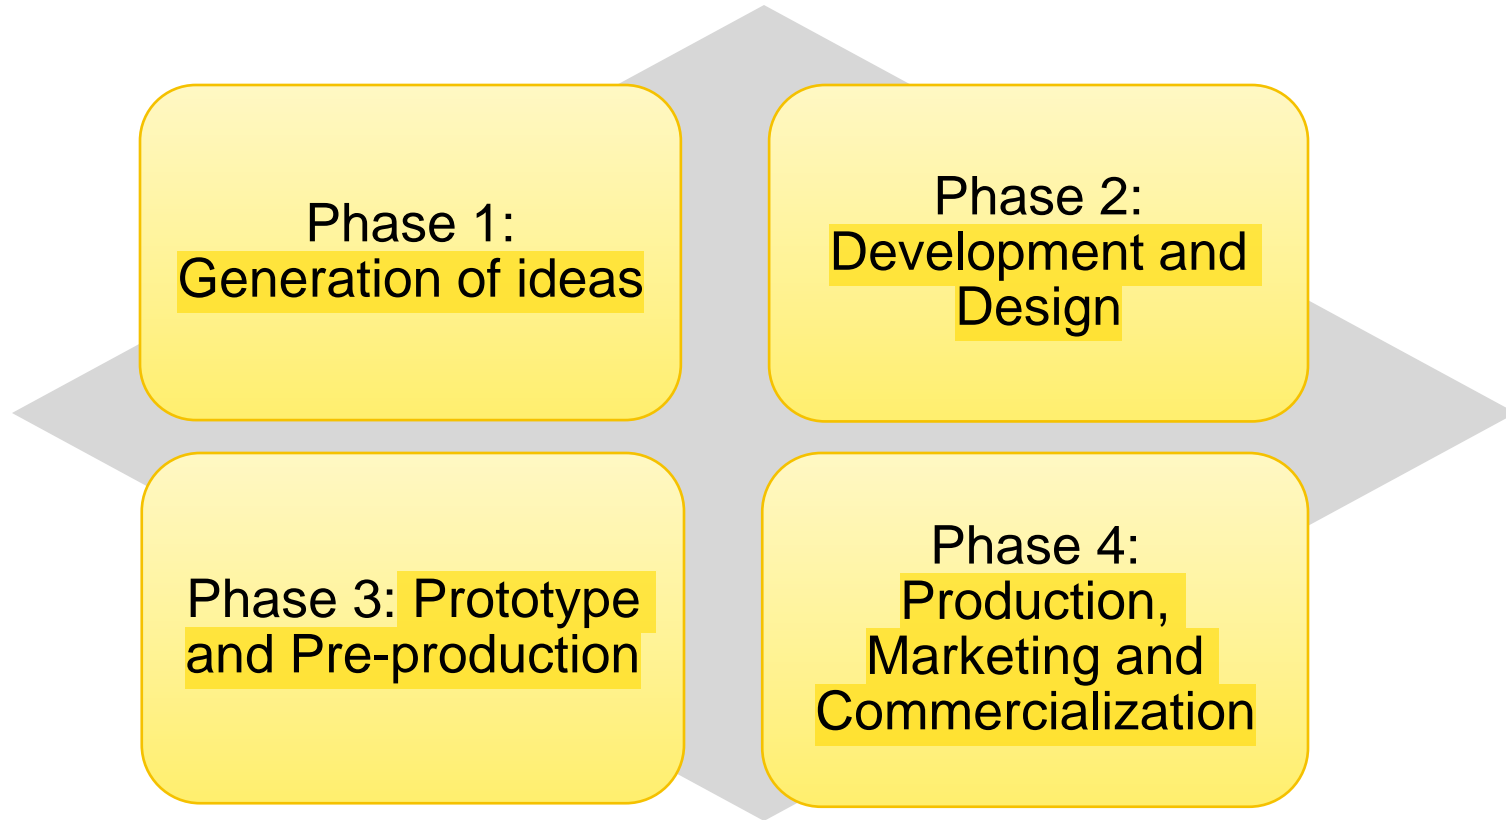 Phase 1:
Generation of ideas
Phase 2:
Development and
Design
Phase 3: Prototype
and Pre-production
Phase 4:
Production,
Marketing and
Commercialization